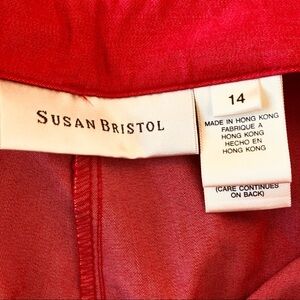 SUSAN BRISTOL
14
MADE IN HONG KONG
FABRIQUE A
HONG KONG
HECHO EN
HONG KONG
(CARE CONTINUES
ON BACK)